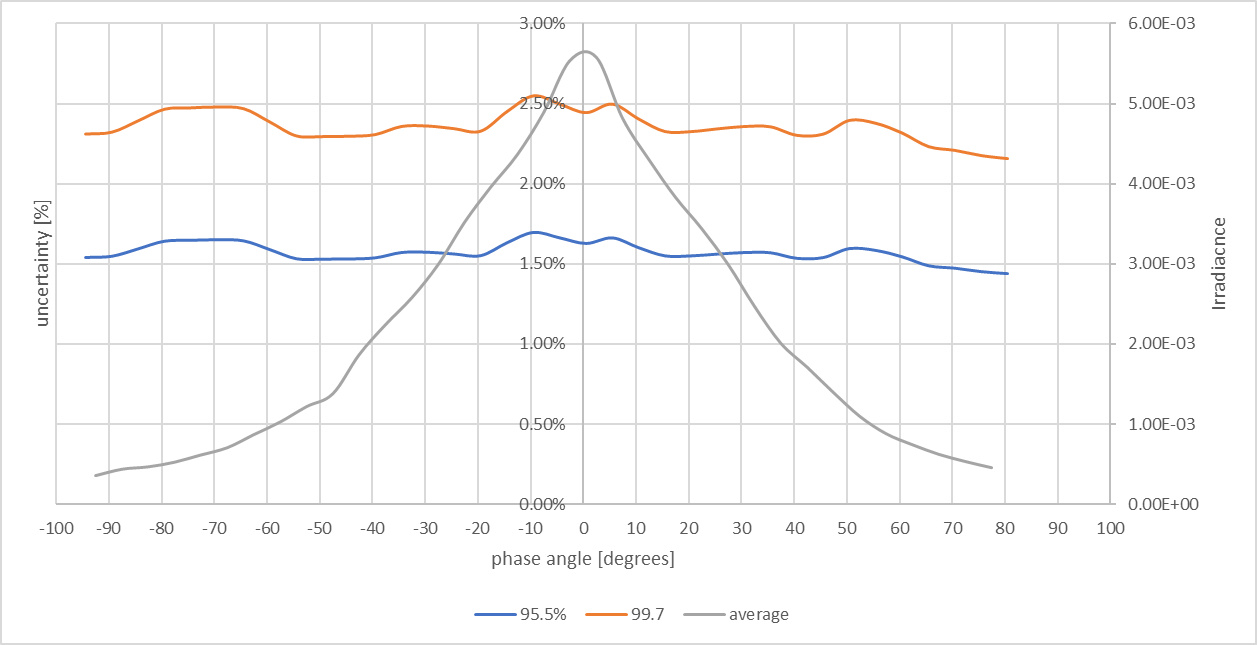 3.00% 6.00E-03
2.50% 5.00E-03
2.00% 4.00E-03
1.50% 3.00E-03
1.00% 2.00E-03
0.50% 1.00E-03
0.00% 0.00E+00
uncertainty [%]
Irradiacnce
-100 -90 -80 -70 -60 -50 -40 -30 -20 -10 0 10 20 30 40 50 60 70 80 90 100
phase angle [degrees]
95.5% 99.7 average